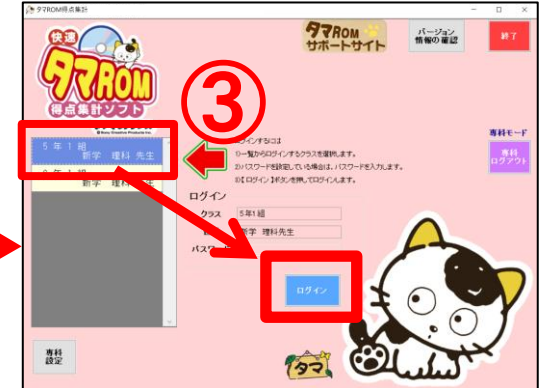 タマROM得点集計
快速
タマROM
得点集計ソフト
タマROM
サポートサイト
バージョン
情報の確認
終了
③
専科モード
専科
ログアウト
5年1組
新学 理科 先生
新学 理科 先生
1)一覧からログインするクラスを選択します。
2)パスワードを設定している場合は、パスワードを入力します。
3)【ログイン】ボタンを押してログインします。
ログイン
クラス 5年1組
新学 理科先生
ログイン
専科
設定
タマ